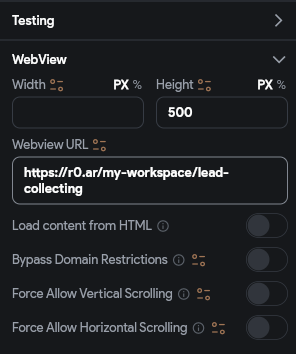 Testing
WebView
Width PX % Height PX %
500
Webview URL
https://r0.ar/my-workspace/lead-
collecting
Load content from HTML
Bypass Domain Restrictions
Force Allow Vertical Scrolling
Force Allow Horizontal Scrolling